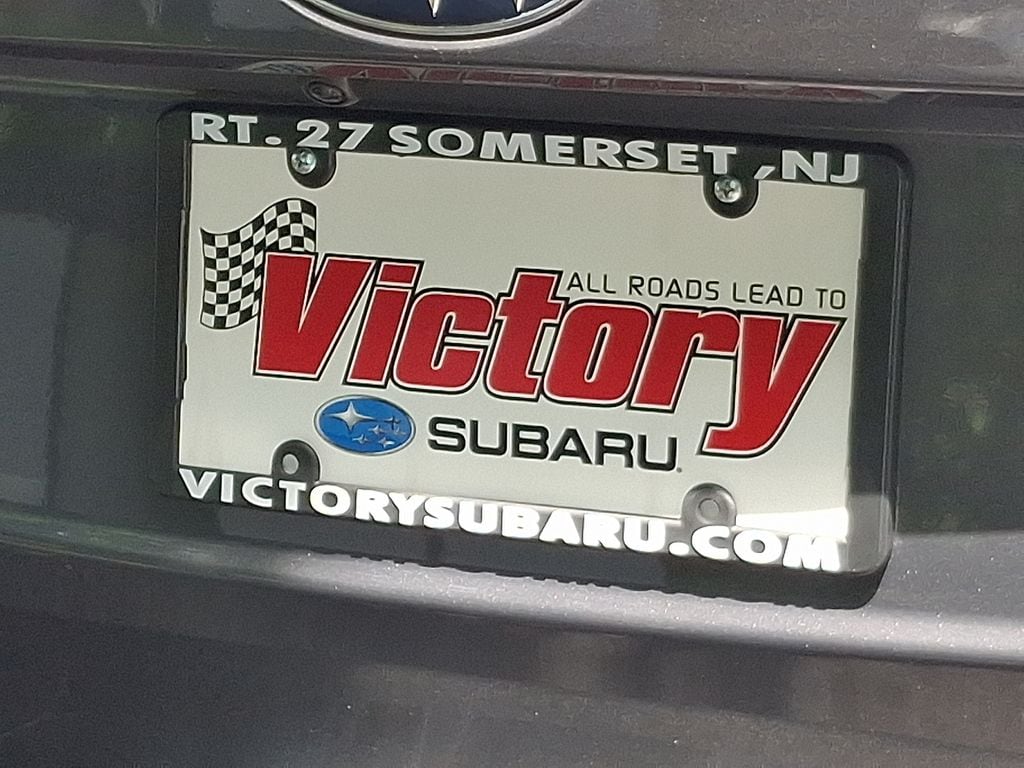 RT. 27 SOMERSET, NJ
ALL ROADS LEAD TO
Victory
SUBARU
VICTORYSUBARU.COM